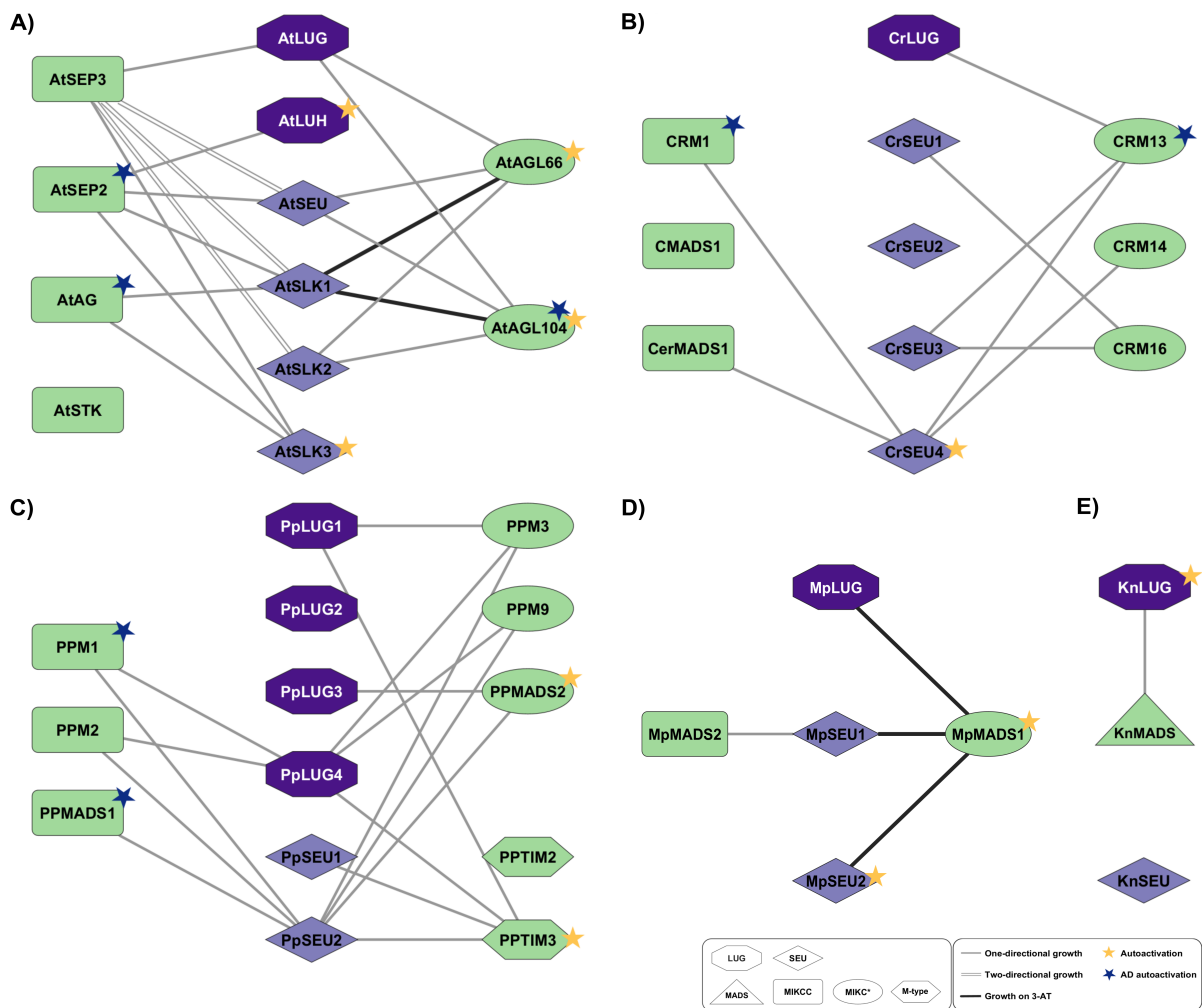 A)
AtLUG
AtSEP3
AtLUH
AtAGL66
AtSEP2
AtSEU
AtSLK1
AtAG
AtAGL104
AtSLK2
AtSTK
AtSLK3
B)
CrLUG
CRM1
CrSEU1
CRM13
CMADS1
CrSEU2
CRM14
CerMADS1
CrSEU3
CRM16
CrSEU4
C)
PpLUG1
PPM3
PpLUG2
PPM9
PPM1
PpLUG3
PPMADS2
PPM2
PpLUG4
PPMADS1
PpSEU1
PPTIM2
PpSEU2
PPTIM3
D)
MpLUG
MpMADS2
MpSEU1
MpMADS1
MpSEU2
E)
KnLUG
KnMADS
KnSEU
LUG
SEU
MADS
MIKCC
MIKC*
M-type
One-directional growth
Autoactivation
Two-directional growth
AD autoactivation
Growth on 3-AT